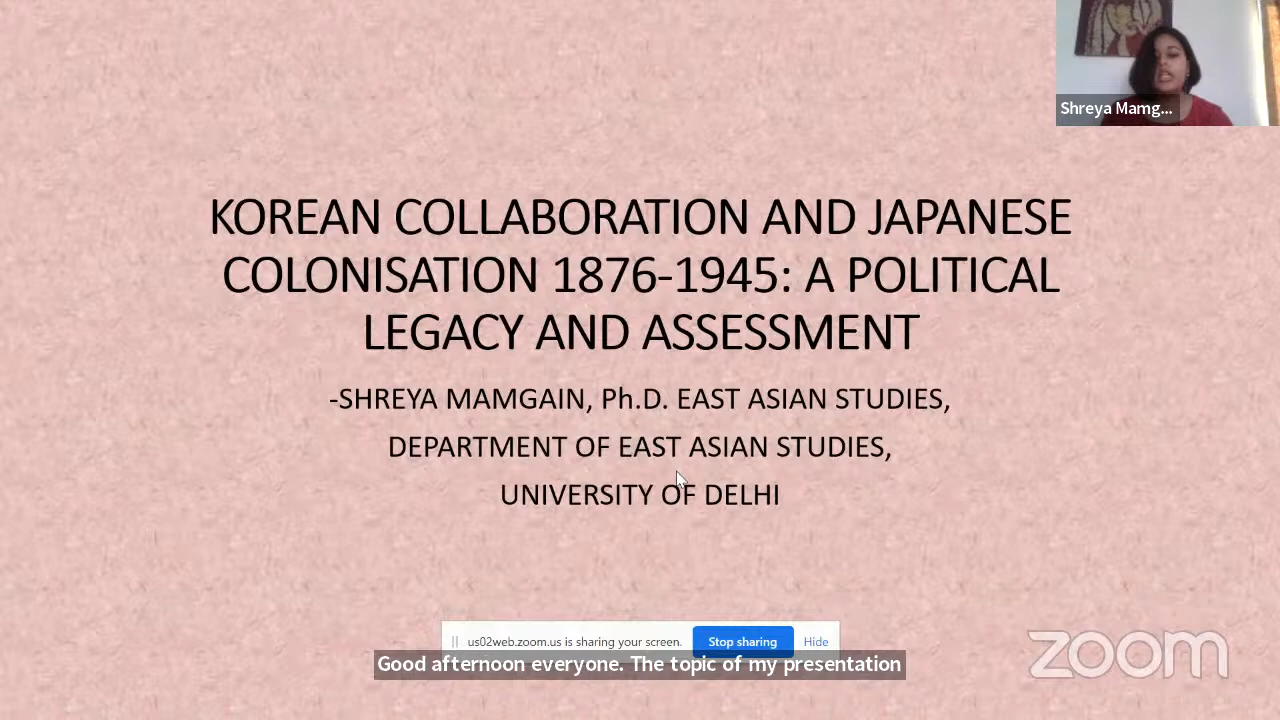 Shreya Mamg...
KOREAN COLLABORATION AND JAPANESE
COLONISATION 1876-1945: A POLITICAL
LEGACY AND ASSESSMENT
-SHREYA MAMGAIN, Ph.D. EAST ASIAN STUDIES,
DEPARTMENT OF EAST ASIAN STUDIES,
UNIVERSITY OF DELHI
us02web.zoom.us is sharing your screen. Stop sharing Hide
Good afternoon everyone. The topic of my presentation
zoom